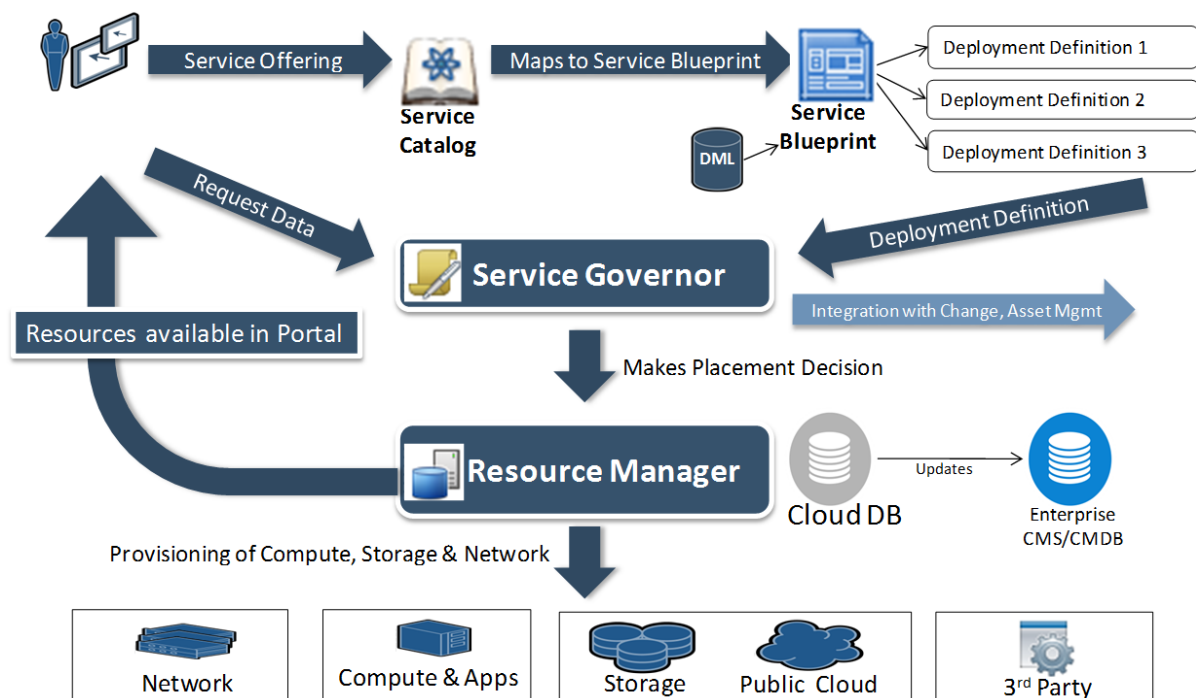 Service Offering
Service
Catalog
Maps to Service Blueprint
Service
Blueprint
DML
Deployment Definition 1
Deployment Definition 2
Deployment Definition 3
Request Data
Deployment Definition
Service Governor
Integration with Change, Asset Mgmt
Resources available in Portal
Makes Placement Decision
Resource Manager
Cloud DB
Updates
Enterprise
CMS/CMDB
Provisioning of Compute, Storage & Network
Network
Compute & Apps
Storage
Public Cloud
3rd Party